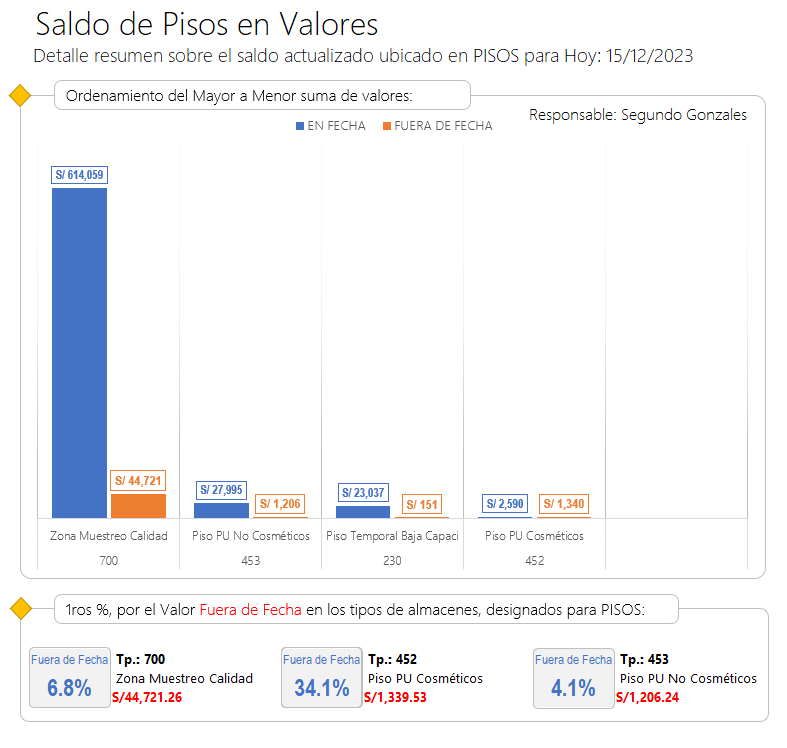 Saldo de Pisos en Valores
Detalle resumen sobre el saldo actualizado ubicado en PISOS para Hoy: 15/12/2023
Ordenamiento del Mayor a Menor suma de valores:
Responsable: Segundo Gonzales
EN FECHA FUERA DE FECHA
S/ 614,059
S/ 44,721
S/ 27,995
S/ 1,206
S/ 23,037
S/ 151
S/ 2,590
S/ 1,340
Zona Muestreo Calidad Piso PU No Cosméticos Piso Temporal Baja Capaci Piso PU Cosméticos
700 453 230 452
1ros %, por el Valor Fuera de Fecha en los tipos de almacenes, designados para PISOS:
Fuera de Fecha
6.8%
Tp.: 700
Zona Muestreo Calidad
S/44,721.26
Fuera de Fecha
34.1%
Tp.: 452
Piso PU Cosméticos
S/1,339.53
Fuera de Fecha
4.1%
Tp.: 453
Piso PU No Cosméticos
S/1,206.24